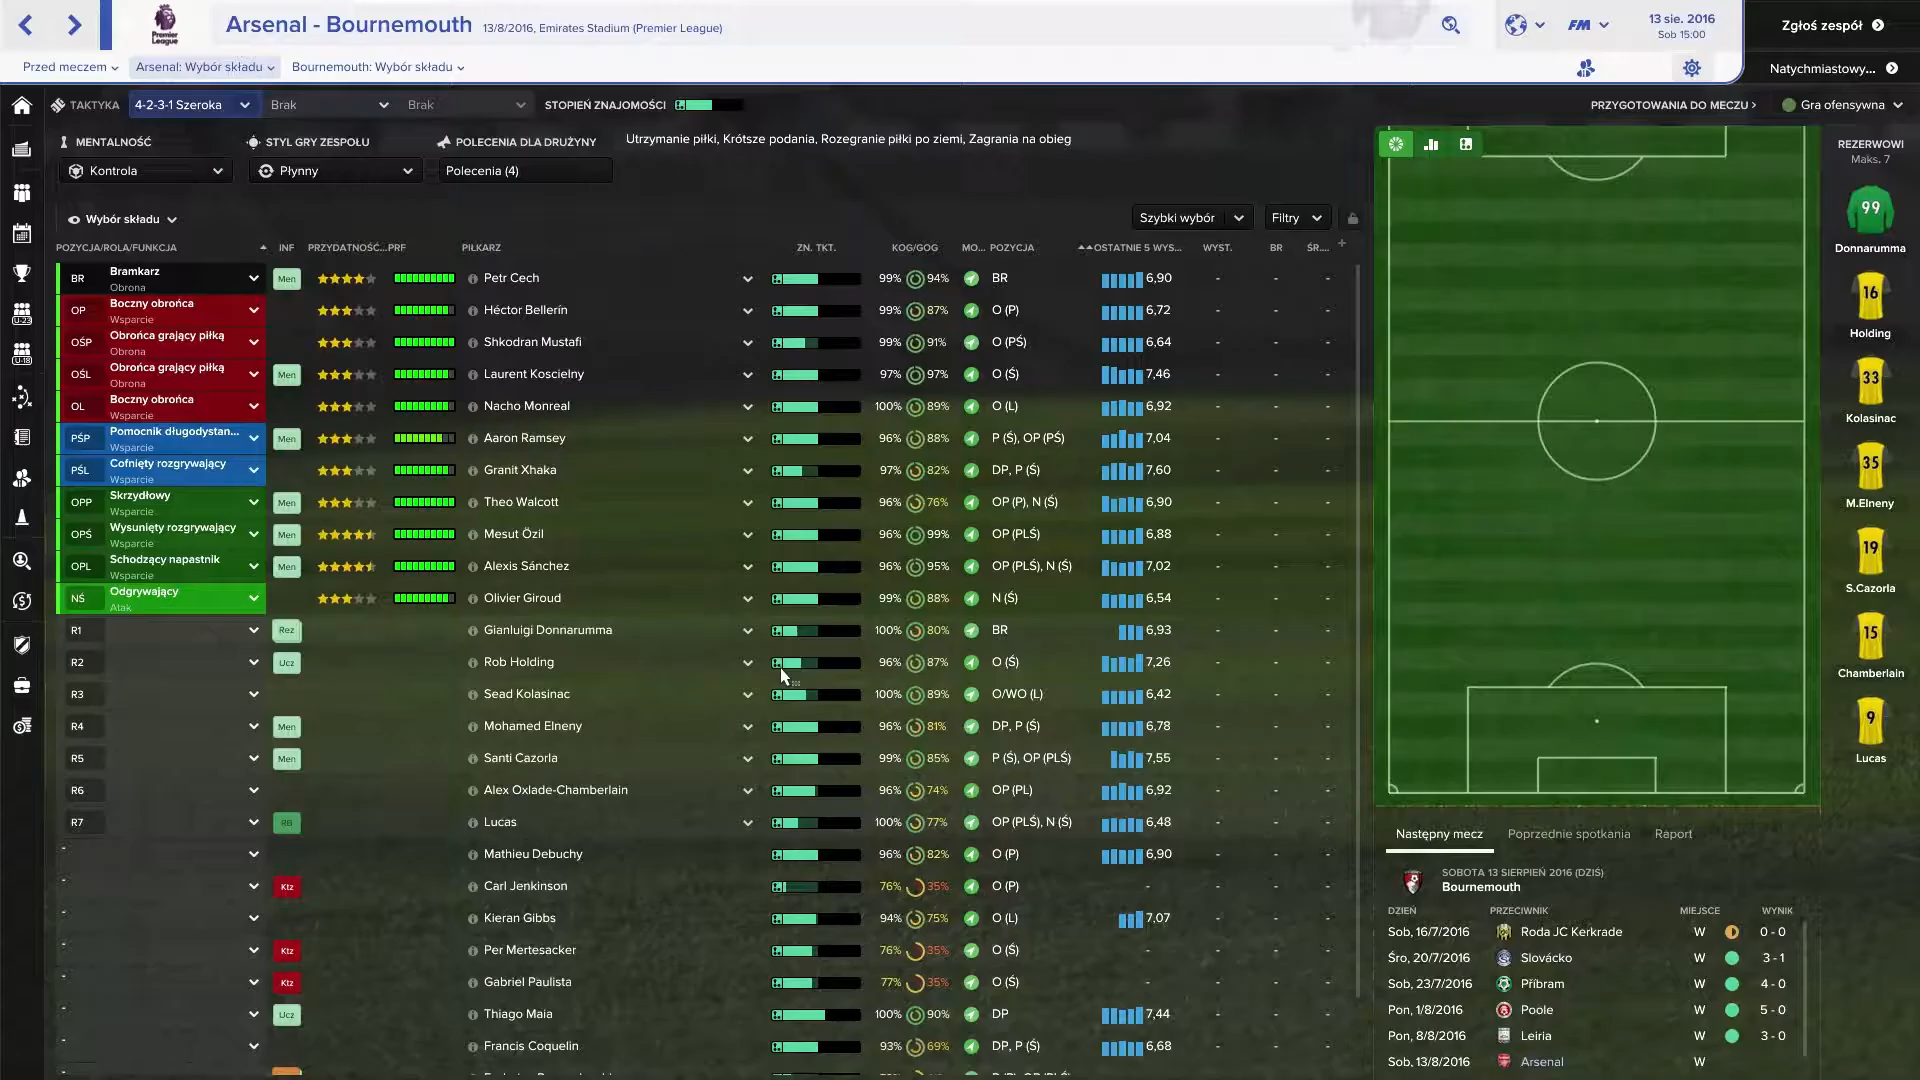 Premier League
Arsenal - Bournemouth 13/8/2016, Emirates Stadium (Premier League)
FM
13 sie. 2016
Sob 15:00
Zgłoś zespół
Przed meczem Arsenal: Wybór składu Bournemouth: Wybór składu
Natychmiastowy...
TAKTYKA 4-2-3-1 Szeroka Brak Brak STOPIEŃ ZNAJOMOŚCI
PRZYGOTOWANIA DO MECZU > Gra ofensywna
MENTALNOŚĆ STYL GRY ZESPOŁU POLECENIA DLA DRUŻYNY
Utrzymanie piłki, Krótsze podania, Rozegranie piłki po ziemi, Zagrania na obieg
Kontrola Płynny Polecenia (4)
Wybór składu Szybki wybór Filtry
POZYCJA/ROLA/FUNKCJA INF PRZYDATNOŚĆ...PRF PIŁKARZ ZN. TKT. KOG/GOG MO... POZYCJA OSTATNIE 5 WYS... WYST. BR ŚR.... +
BR Bramkarz Obrona Men Petr Cech 99% 94% BR 6,90 - - -
OP Boczny obrońca Wsparcie Héctor Bellerín 99% 87% O (P) 6,72 - - -
OŚP Obrońca grający piłką Obrona Shkodran Mustafi 99% 91% O (PŚ) 6,64 - - -
OŚL Obrońca grający piłką Obrona Men Laurent Koscielny 97% 97% O (Ś) 7,46 - - -
OL Boczny obrońca Wsparcie Nacho Monreal 100% 89% O (L) 6,92 - - -
PŚP Pomocnik długodystan... Wsparcie Men Aaron Ramsey 96% 88% P (Ś), OP (PŚ) 7,04 - - -
PŚL Cofnięty rozgrywający Wsparcie Granit Xhaka 97% 82% DP, P (Ś) 7,60 - - -
OPP Skrzydłowy Wsparcie Men Theo Walcott 96% 76% OP (P), N (Ś) 6,90 - - -
OPŚ Wysunięty rozgrywający Wsparcie Men Mesut Özil 96% 99% OP (PLŚ) 6,88 - - -
OPL Schodzący napastnik Wsparcie Men Alexis Sánchez 96% 95% OP (PLŚ), N (Ś) 7,02 - - -
NŚ Odgrywający Atak Olivier Giroud 99% 88% N (Ś) 6,54 - - -
R1 Rez Gianluigi Donnarumma 100% 80% BR 6,93 - - -
R2 Ucz Rob Holding 96% 87% O (Ś) 7,26 - - -
R3 Sead Kolasinac 100% 89% O/WO (L) 6,42 - - -
R4 Men Mohamed Elneny 96% 81% DP, P (Ś) 6,78 - - -
R5 Men Santi Cazorla 99% 85% P (Ś), OP (PLŚ) 7,55 - - -
R6 Alex Oxlade-Chamberlain 96% 74% OP (PL) 6,92 - - -
R7 RB Lucas 100% 77% OP (PLŚ), N (Ś) 6,48 - - -
- Mathieu Debuchy 96% 82% O (P) 6,90 - - -
- Ktz Carl Jenkinson 76% 35% O (P) - - - -
- Kieran Gibbs 94% 75% O (L) 7,07 - - -
- Ktz Per Mertesacker 76% 35% O (Ś) - - - -
- Ktz Gabriel Paulista 77% 35% O (Ś) - - - -
- Ucz Thiago Maia 100% 90% DP 7,44 - - -
- Francis Coquelin 93% 69% DP, P (Ś) 6,68 - - -
REZERWOWI
Maks. 7
99
Donnarumma
16
Holding
33
Kolasinac
35
M.Elneny
19
S.Cazorla
15
Chamberlain
9
Lucas
Następny mecz Poprzednie spotkania Raport
SOBOTA 13 SIERPIEŃ 2016 (DZIŚ)
Bournemouth
DZIEŃ PRZECIWNIK MIEJSCE WYNIK
Sob, 16/7/2016 Roda JC Kerkrade W 0 - 0
Śro, 20/7/2016 Slovácko W 3 - 1
Sob, 23/7/2016 Příbram W 4 - 0
Pon, 1/8/2016 Poole W 5 - 0
Pon, 8/8/2016 Leiria W 3 - 0
Sob, 13/8/2016 Arsenal W
U-23
U-18